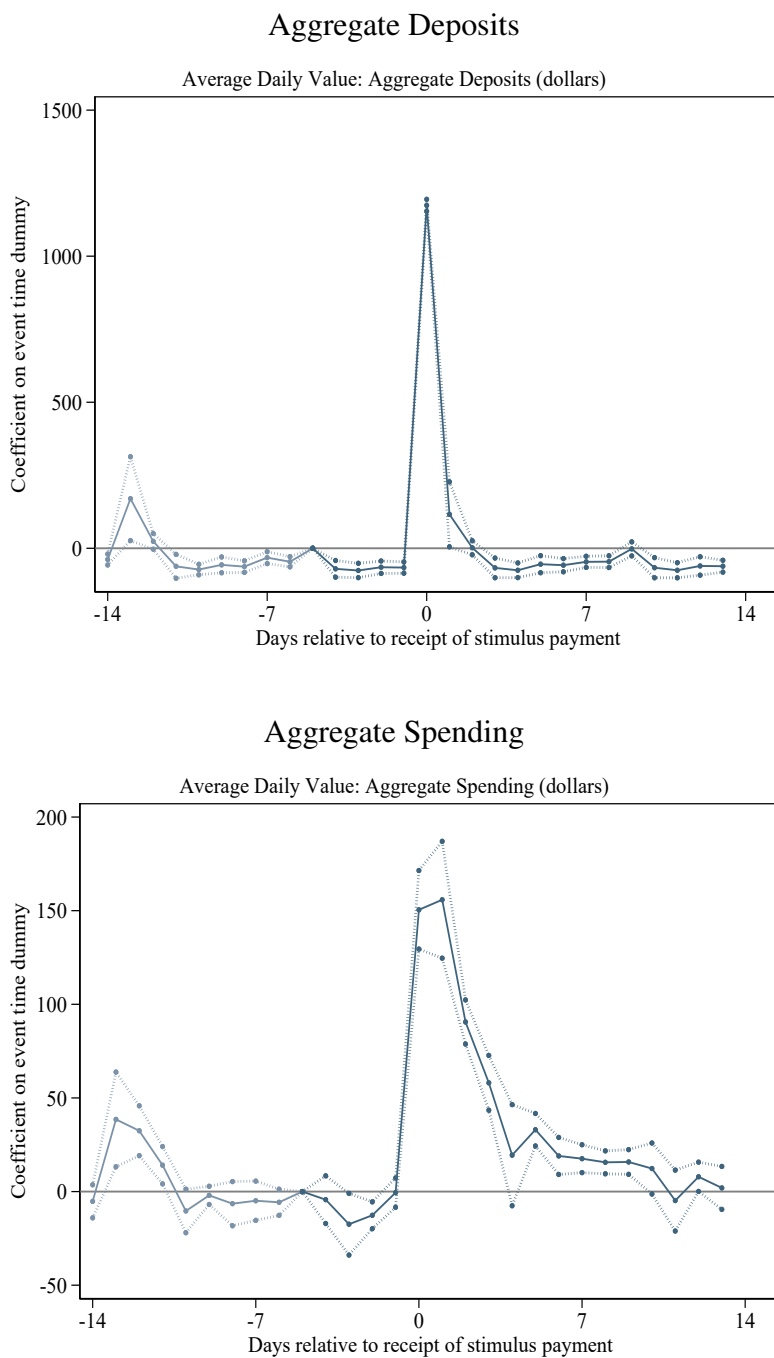 Aggregate Deposits
Average Daily Value: Aggregate Deposits (dollars)
Coefficient on event time dummy
1500
1000
500
0
-14 -7 0 7 14
Days relative to receipt of stimulus payment
Aggregate Spending
Average Daily Value: Aggregate Spending (dollars)
Coefficient on event time dummy
200
150
100
50
0
-50
-14 -7 0 7 14
Days relative to receipt of stimulus payment